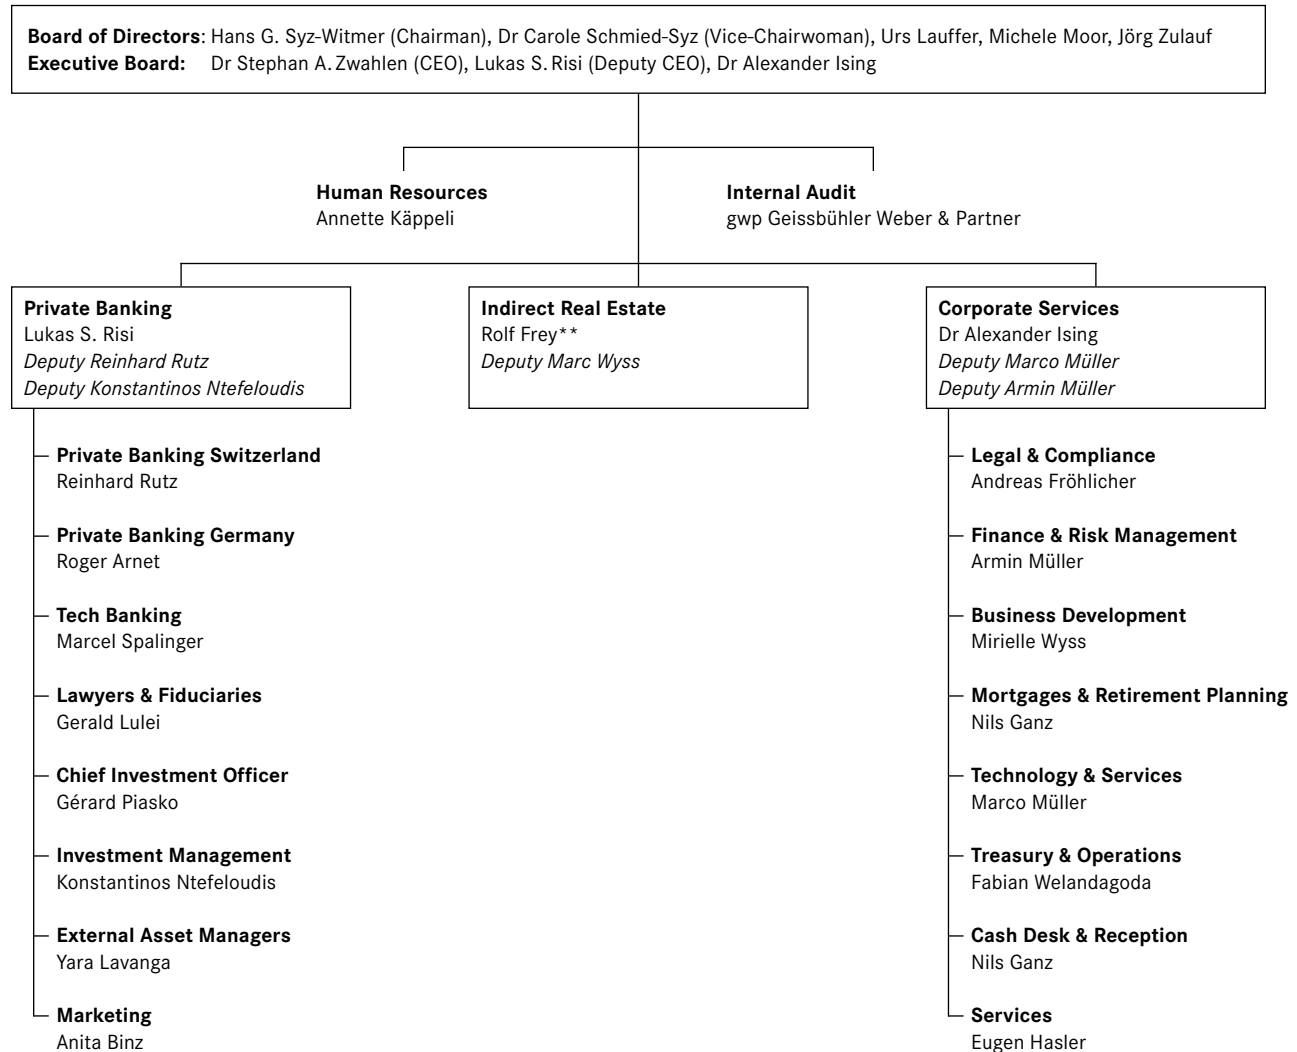 Board of Directors: Hans G. Syz-Witmer (Chairman), Dr Carole Schmied-Syz (Vice-Chairwoman), Urs Lauffer, Michele Moor, Jörg Zulauf
Executive Board: Dr Stephan A. Zwahlen (CEO), Lukas S. Risi (Deputy CEO), Dr Alexander Ising
Human Resources
Annette Käppeli
Internal Audit
gwp Geissbühler Weber & Partner
Private Banking
Lukas S. Risi
Deputy Reinhard Rutz
Deputy Konstantinos Ntefeloudis
Indirect Real Estate
Rolf Frey**
Deputy Marc Wyss
Corporate Services
Dr Alexander Ising
Deputy Marco Müller
Deputy Armin Müller
Private Banking Switzerland
Reinhard Rutz
Private Banking Germany
Roger Arnet
Tech Banking
Marcel Spalinger
Lawyers & Fiduciaries
Gerald Lulei
Chief Investment Officer
Gérard Piasko
Investment Management
Konstantinos Ntefeloudis
External Asset Managers
Yara Lavanga
Marketing
Anita Binz
Legal & Compliance
Andreas Fröhlicher
Finance & Risk Management
Armin Müller
Business Development
Mirielle Wyss
Mortgages & Retirement Planning
Nils Ganz
Technology & Services
Marco Müller
Treasury & Operations
Fabian Welandagoda
Cash Desk & Reception
Nils Ganz
Services
Eugen Hasler